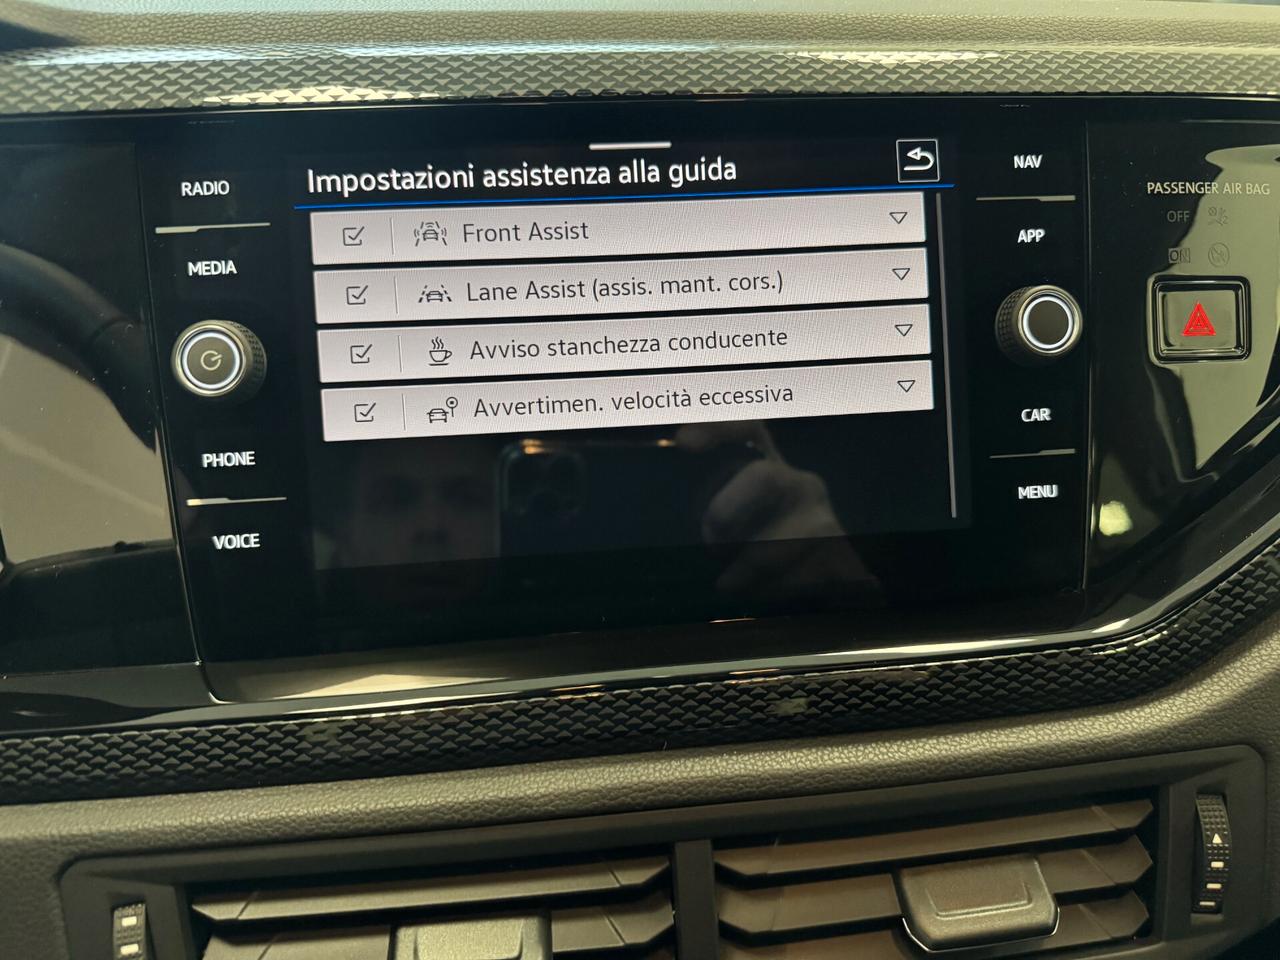 RADIO
MEDIA
PHONE
VOICE
Impostazioni assistenza alla guida
Front Assist
Lane Assist (assis. mant. cors.)
Avviso stanchezza conducente
Avvertimen. velocità eccessiva
NAV
APP
CAR
MENU
PASSENGER AIR BAG
OFF
ON